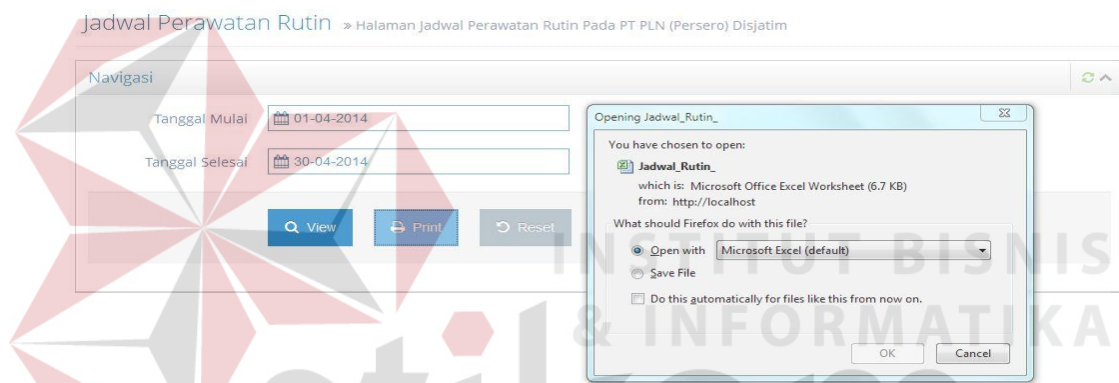 Jadwal Perawatan Rutin » Halaman Jadwal Perawatan Rutin Pada PT PLN (Persero) Disjatim
Navigasi
Tanggal Mulai 01-04-2014
Tanggal Selesai 30-04-2014
View Print Reset
Opening Jadwal_Rutin_
You have chosen to open:
Jadwal_Rutin_
which is: Microsoft Office Excel Worksheet (6.7 KB)
from: http://localhost
What should Firefox do with this file?
Open with Microsoft Excel (default)
Save File
Do this automatically for files like this from now on.
OK Cancel
INSTITUT BISNIS
& INFORMATIKA